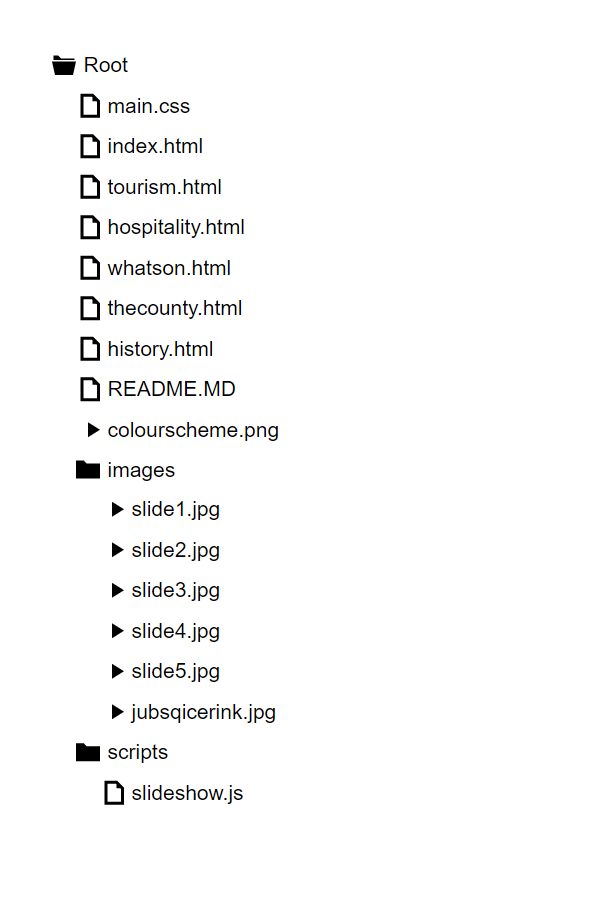 Root
main.css
index.html
tourism.html
hospitality.html
whatson.html
thecounty.html
history.html
README.MD
colourscheme.png
images
slide1.jpg
slide2.jpg
slide3.jpg
slide4.jpg
slide5.jpg
jubsqicerink.jpg
scripts
slideshow.js